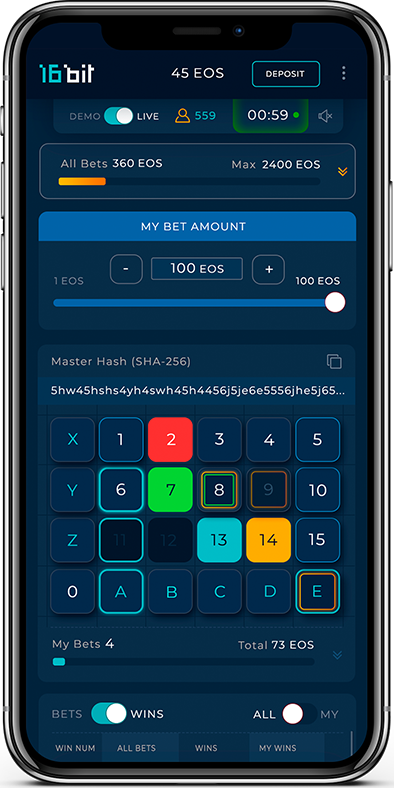 16'bit 45 EOS DEPOSIT
DEMO LIVE 559 00:59
All Bets 360 EOS Max 2400 EOS
MY BET AMOUNT
- 100 EOS +
1 EOS 100 EOS
Master Hash (SHA-256)
5hw45hshs4yh4swh45h4456j5je6e5556jhe5j65...
X 1 2 3 4 5
Y 6 7 8 9 10
Z 11 12 13 14 15
0 A B C D E
My Bets 4 Total 73 EOS
BETS WINS ALL MY
WIN NUM ALL BETS WINS MY WINS